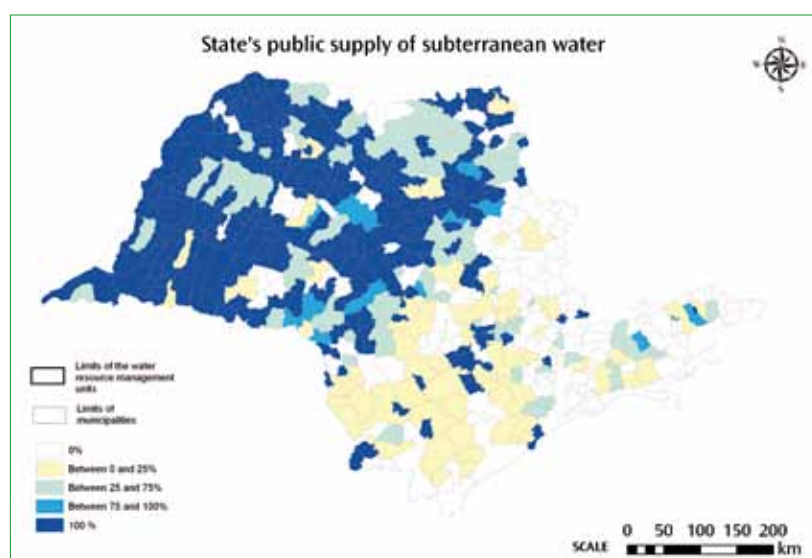 State's public supply of subterranean water
N
W
E
S
Limits of the water
resource management
units
Limits of
municipalities
0%
Between 0 and 25%
Between 25 and 75%
Between 75 and 100%
100 %
SCALE
0 50 100 150 200
km